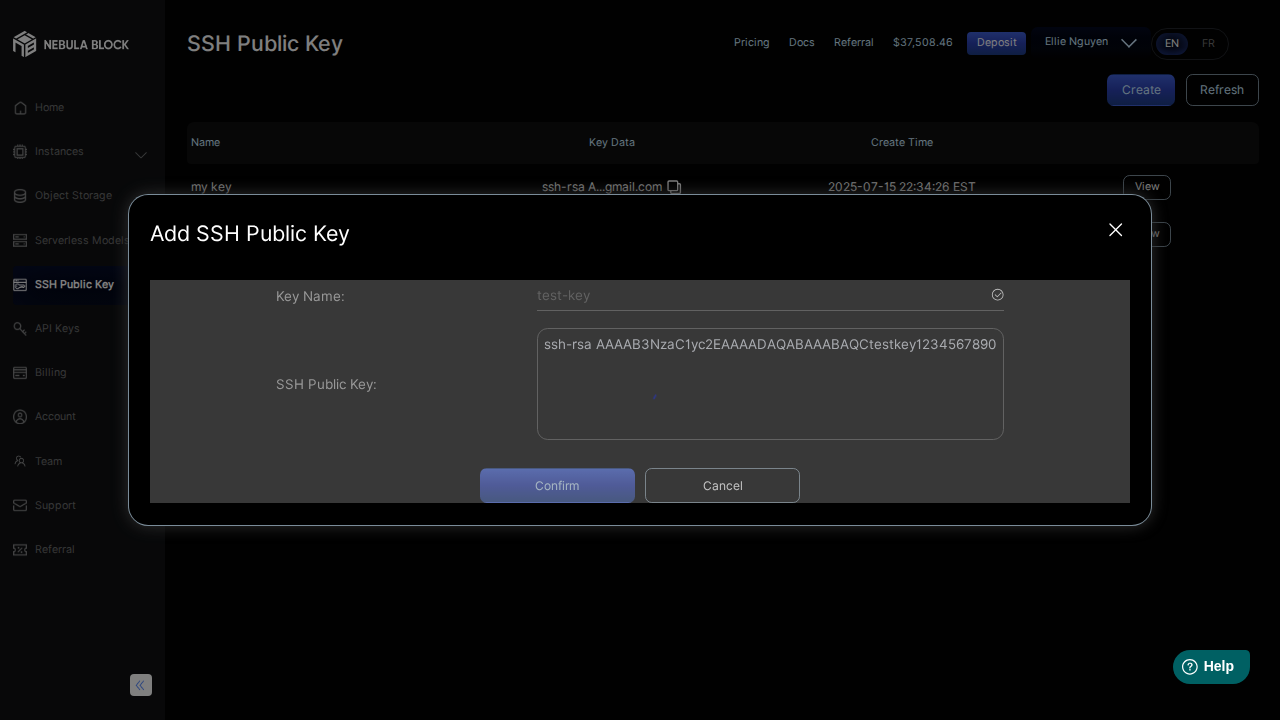 NEBULA BLOCK
SSH Public Key
Pricing
Docs
Referral
$37,508.46
Deposit
Ellie Nguyen
EN
FR
Create
Refresh
Home
Instances
Object Storage
Serverless Models
SSH Public Key
API Keys
Billing
Account
Team
Support
Referral
Name
Key Data
Create Time
my key
ssh-rsa A...gmail.com
2025-07-15 22:34:26 EST
View
Add SSH Public Key
Key Name:
test-key
SSH Public Key:
ssh-rsa AAAAB3NzaC1yc2EAAAADAQABAAABAQCtestkey1234567890
Confirm
Cancel
Help